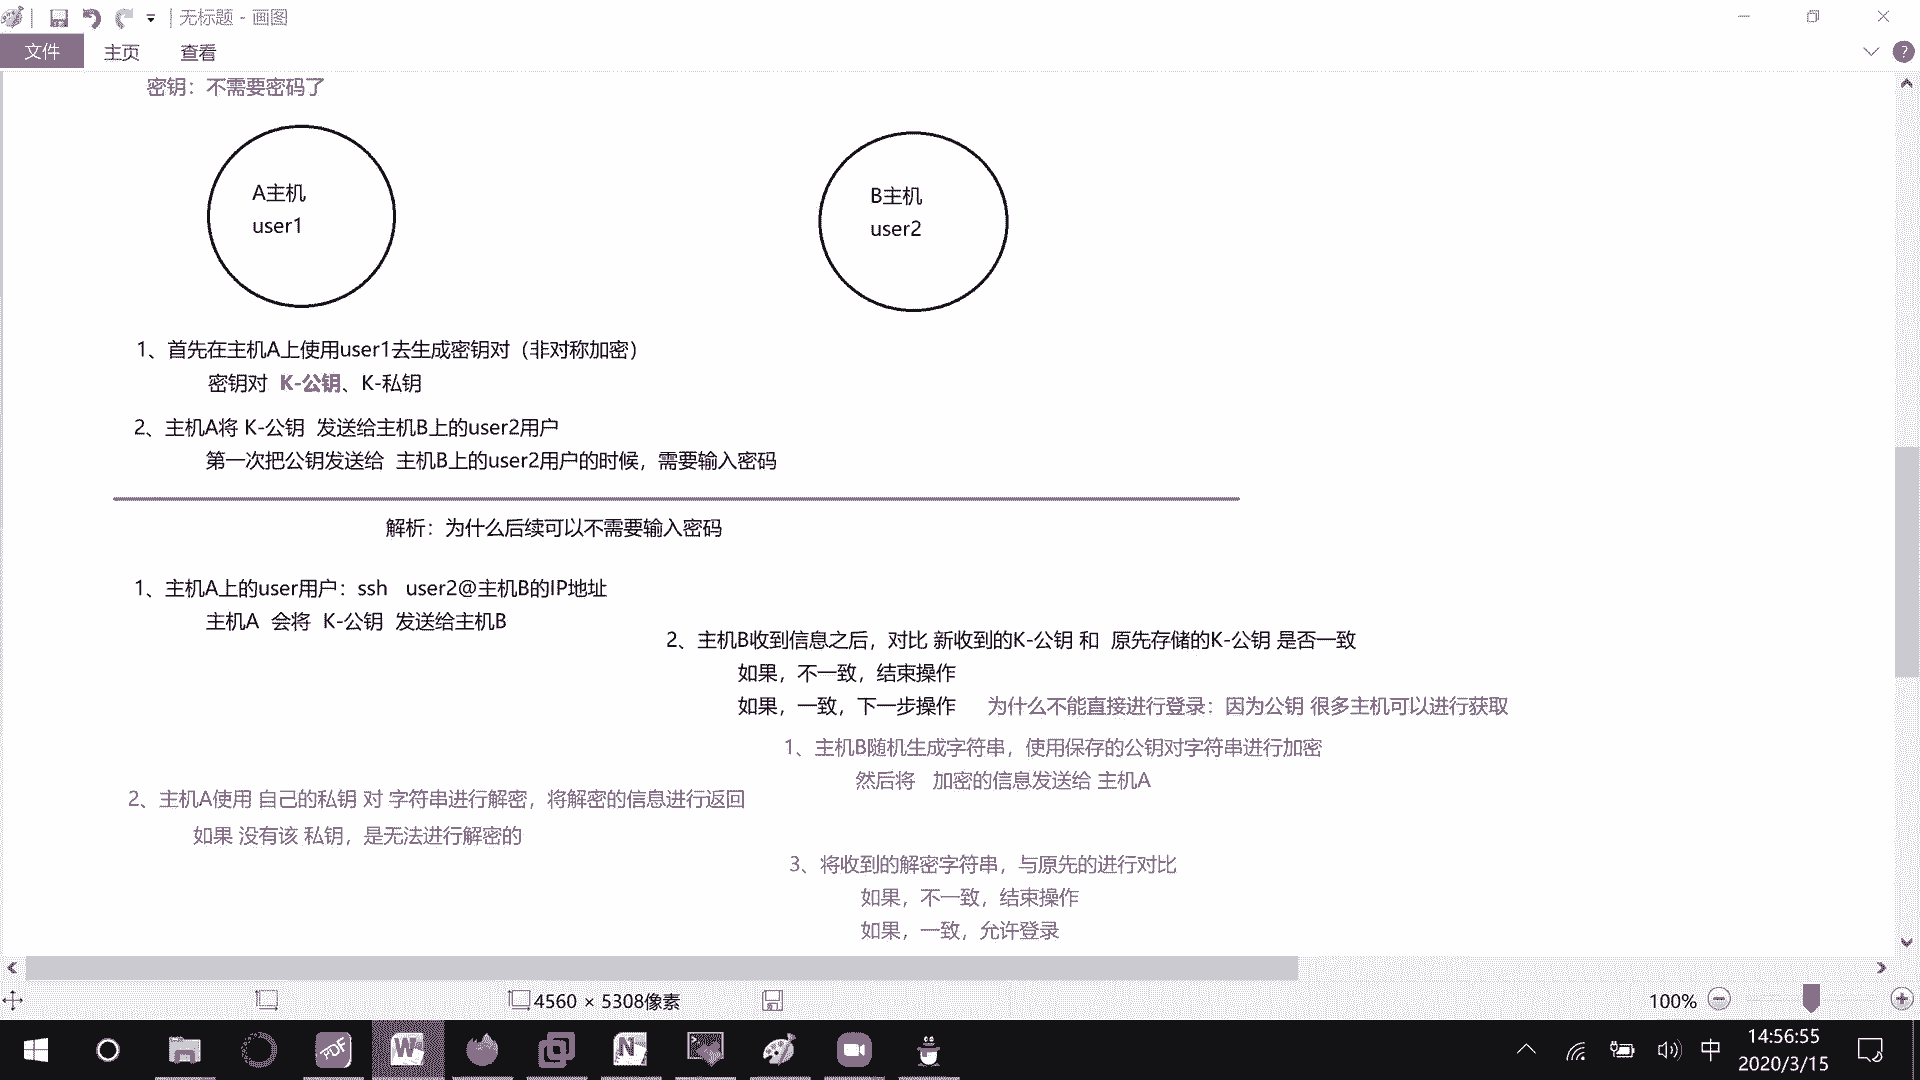 无标题 - 画图
文件 主页 查看
密钥：不需要密码了
A主机
user1
B主机
user2
1、首先在主机A上使用user1去生成密钥对（非对称加密）
密钥对 K-公钥、K-私钥
2、主机A将 K-公钥 发送给主机B上的user2用户
第一次把公钥发送给 主机B上的user2用户的时候，需要输入密码
解析：为什么后续可以不需要输入密码
1、主机A上的user用户：ssh user2@主机B的IP地址
主机A 会将 K-公钥 发送给主机B
2、主机B收到信息之后，对比 新收到的K-公钥 和 原先存储的K-公钥 是否一致
如果，不一致，结束操作
如果，一致，下一步操作 为什么不能直接进行登录：因为公钥 很多主机可以进行获取
1、主机B随机生成字符串，使用保存的公钥对字符串进行加密
然后将 加密的信息发送给 主机A
2、主机A使用 自己的私钥 对 字符串进行解密，将解密的信息进行返回
如果 没有该 私钥，是无法进行解密的
3、将收到的解密字符串，与原先的进行对比
如果，不一致，结束操作
如果，一致，允许登录
4560 × 5308像素
100%
PDF
W
N
中
14:56:55
2020/3/15